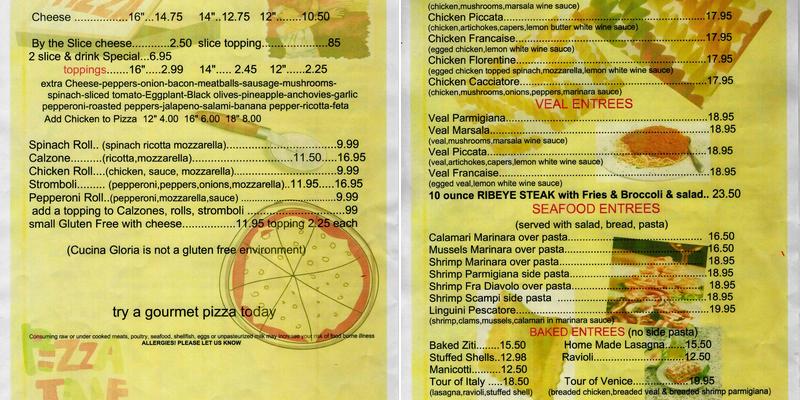 Cheese ................16"...14.75 14"..12.75 12"..........10.50
By the Slice cheese............2.50 slice topping...................85
2 slice & drink Special...6.95
toppings.......16"....2.99 14"..... 2.45 12".....2.25
extra Cheese-peppers-onion-bacon-meatballs-sausage-mushrooms-
spinach-sliced tomato-Eggplant-Black olives-pineapple-anchovies-garlic
pepperoni-roasted peppers-jalapeno-salami-banana pepper-ricotta-feta
Add Chicken to Pizza 12" 4.00 16" 6.00 18" 8.00
Spinach Roll.. (spinach ricotta mozzarella)................................9.99
Calzone..........(ricotta,mozzarella)..............................11.50.....16.95
Chicken Roll....(chicken, sauce, mozzarella)..............................9.99
Stromboli......... (pepperoni,peppers,onions,mozzarella)..11.95.....16.95
Pepperoni Roll..(pepperoni,mozzarella,sauce) ............................9.99
add a topping to Calzones, rolls, stromboli ............................99
small Gluten Free with cheese................11.95 topping 2.25 each
(Cucina Gloria is not a gluten free environment)
try a gourmet pizza today
Consuming raw or under cooked meats, poultry, seafood, shellfish, eggs or unpasteurized milk may increase your risk of food borne illness
ALLERGIES! PLEASE LET US KNOW
PIZZA
TIME
(chicken,mushrooms,marsala wine sauce)
Chicken Piccata.............................................................17.95
(chicken,artichokes,capers,lemon butter white wine sauce)
Chicken Francaise.........................................................17.95
(egged chicken,lemon white wine sauce)
Chicken Florentine.........................................................17.95
(egged chicken topped spinach,mozzarella,lemon white wine sauce)
Chicken Cacciatore........................................................17.95
(chicken,mushrooms,onions,peppers,marinara sauce)
VEAL ENTREES
Veal Parmigiana.............................................................18.95
Veal Marsala..................................................................18.95
(veal,mushrooms,marsala wine sauce)
Veal Piccata...................................................................18.95
(veal,artichokes,capers,lemon white wine sauce)
Veal Francaise...............................................................18.95
(egged veal,lemon white wine sauce)
10 ounce RIBEYE STEAK with Fries & Broccoli & salad.. 23.50
SEAFOOD ENTREES
(served with salad, bread, pasta)
Calamari Marinara over pasta.........................................16.50
Mussels Marinara over pasta..........................................16.50
Shrimp Marinara over pasta............................................18.95
Shrimp Parmigiana side pasta.........................................18.95
Shrimp Fra Diavolo over pasta........................................18.95
Shrimp Scampi side pasta ..............................................18.95
Linguini Pescatore...........................................................19.95
(shrimp,clams,mussels,calamari in marinara sauce)
BAKED ENTREES (no side pasta)
Baked Ziti.......15.50 Home Made Lasagna.....15.50
Stuffed Shells..12.98 Ravioli...................12.50
Manicotti.........12.50
Tour of Italy .....18.50 Tour of Venice.........19.95
(lasagna,ravioli,stuffed shell) (breaded chicken,breaded veal & breaded shrimp parmigiana)